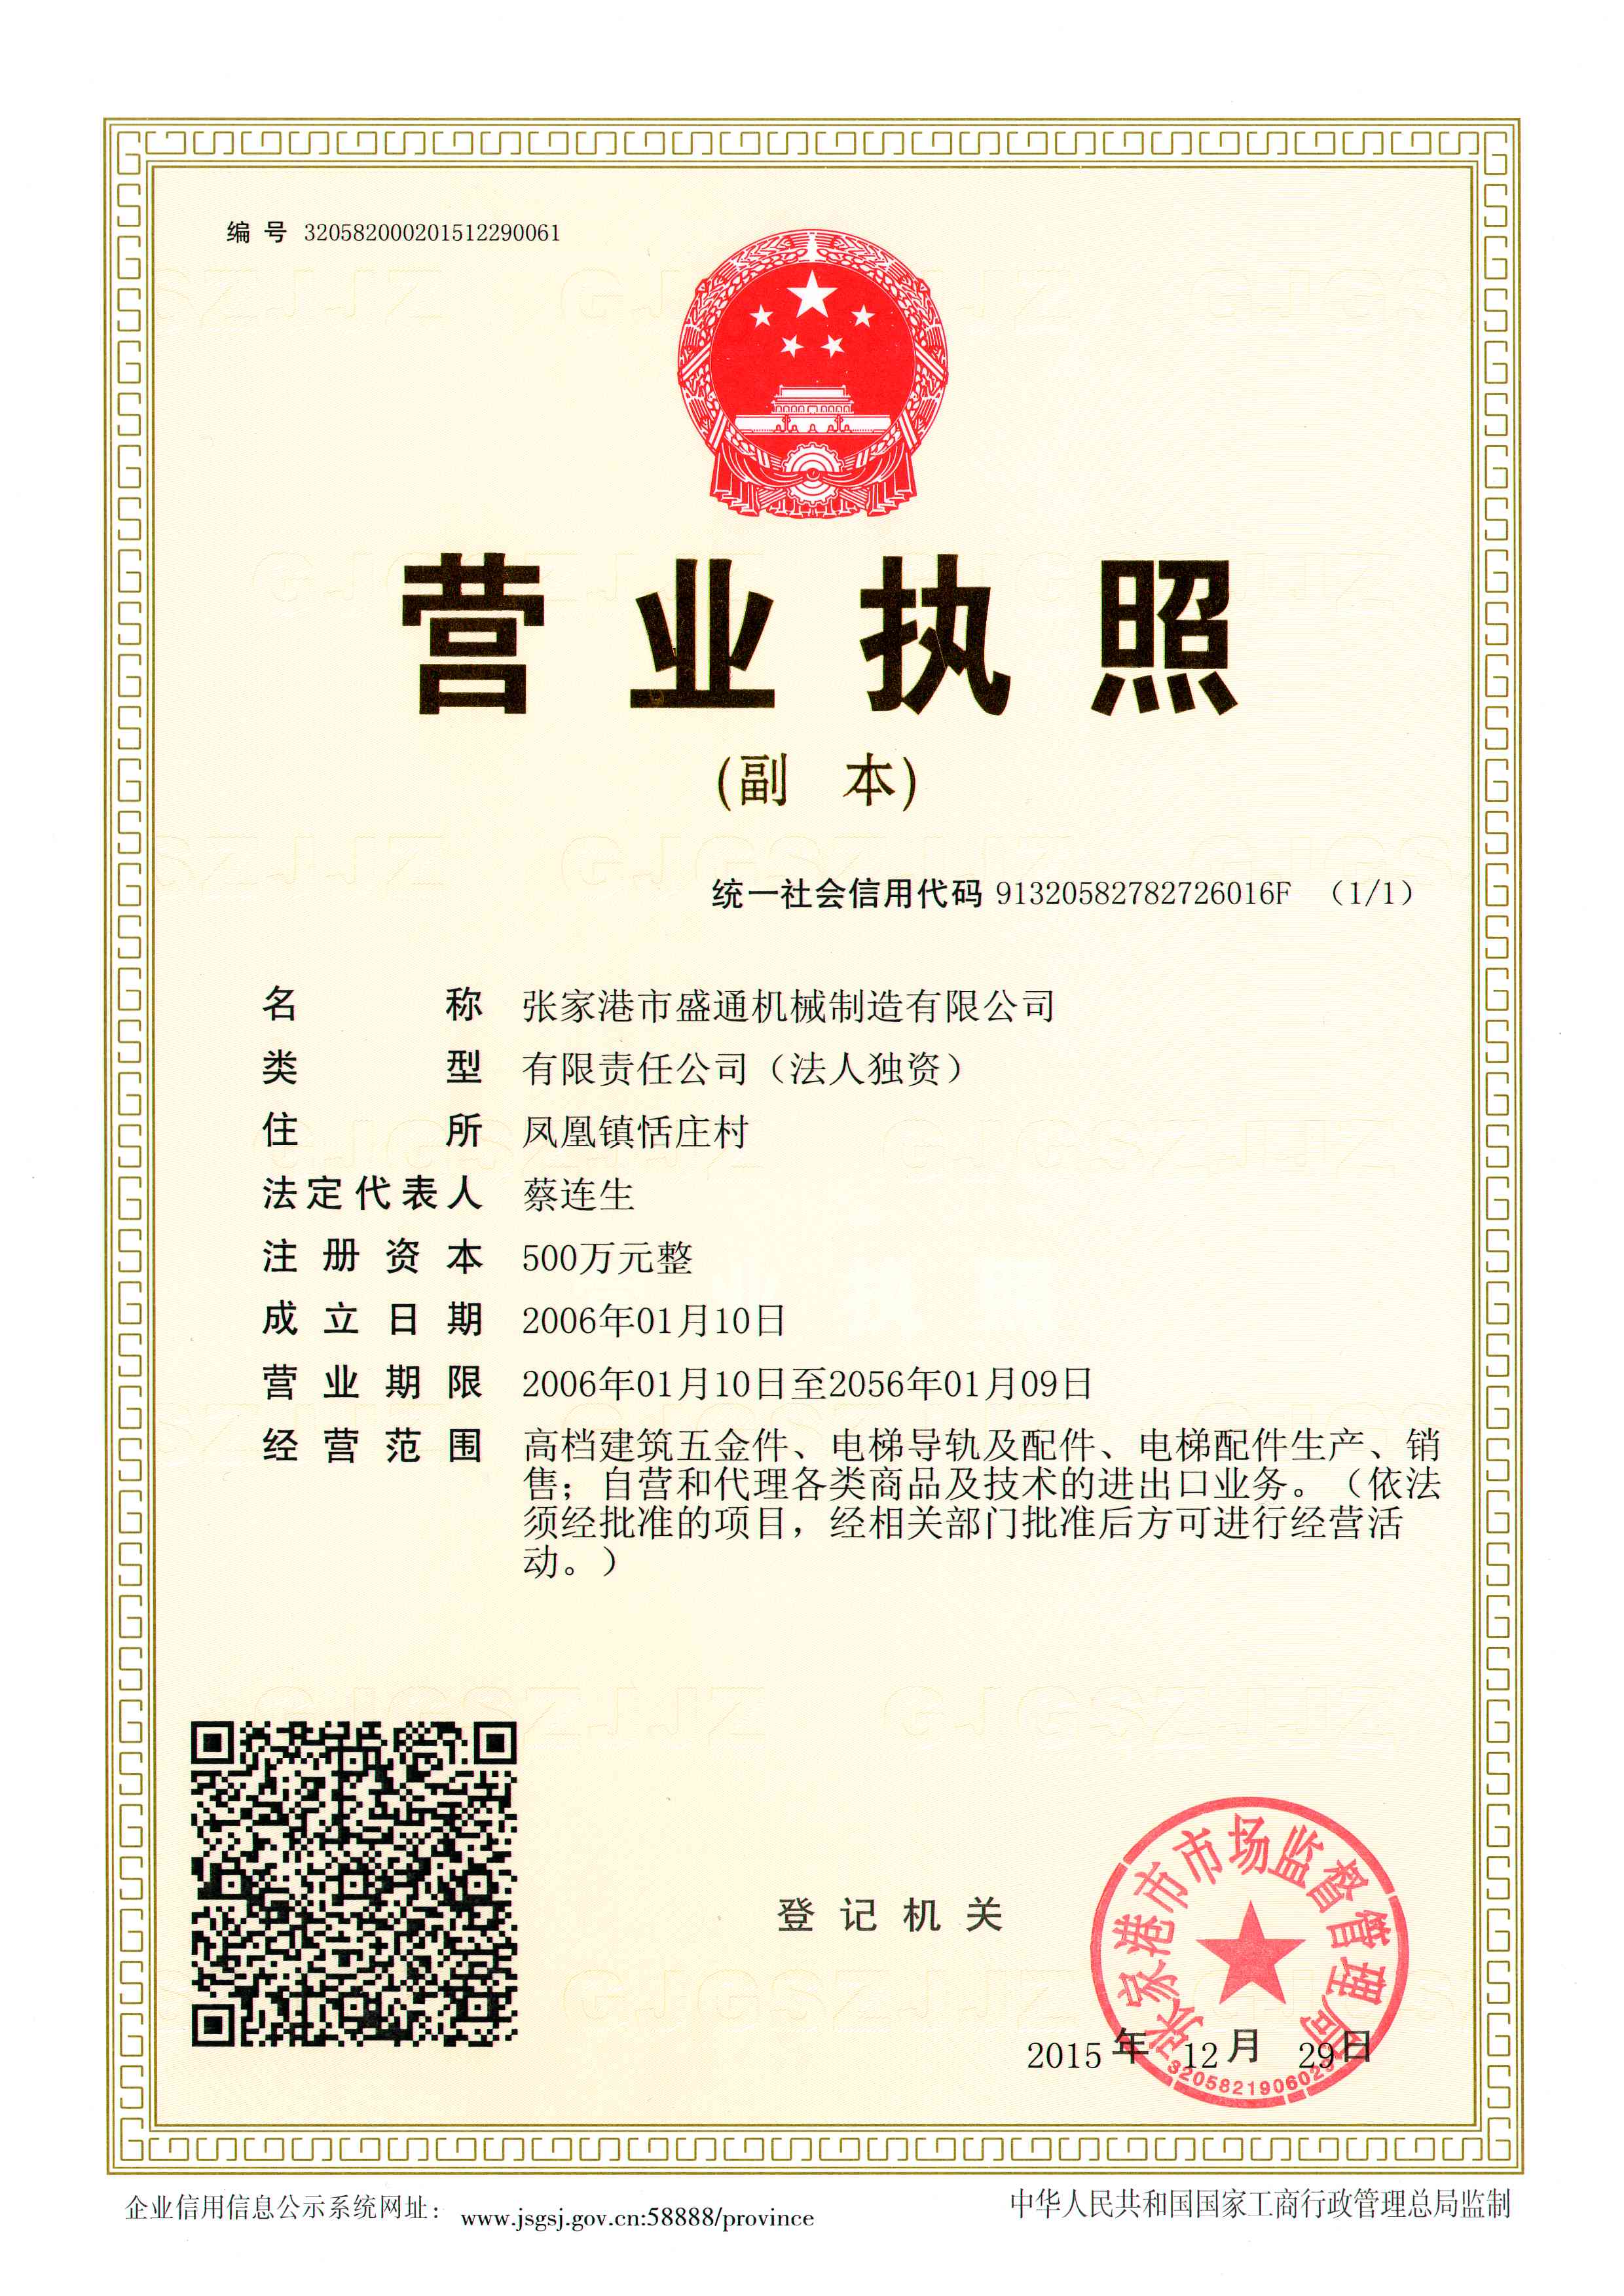 编 号 320582000201512290061
营业执照
(副 本)
统一社会信用代码 91320582782726016F （1/1）
名 称 张家港市盛通机械制造有限公司
类 型 有限责任公司（法人独资）
住 所 凤凰镇恬庄村
法定代表人 蔡连生
注册资本 500万元整
成立日期 2006年01月10日
营业期限 2006年01月10日至2056年01月09日
经营范围 高档建筑五金件、电梯导轨及配件、电梯配件生产、销
售；自营和代理各类商品及技术的进出口业务。（依法
须经批准的项目，经相关部门批准后方可进行经营活
动。）
登记机关
张家港市市场监督管理局
2015 年 12 月 29 日
企业信用信息公示系统网址： www.jsgsj.gov.cn:58888/province
中华人民共和国国家工商行政管理总局监制